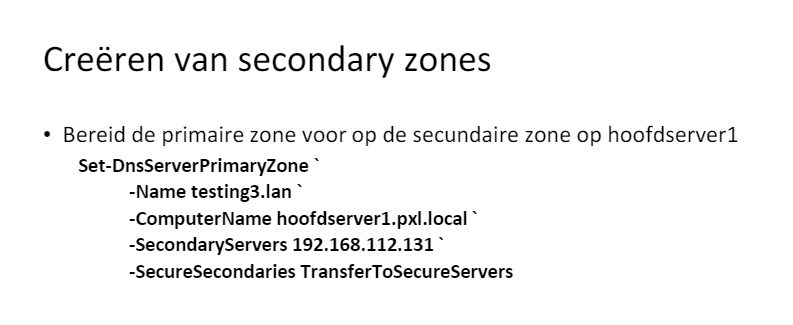 Creëren van secondary zones
• Bereid de primaire zone voor op de secundaire zone op hoofdserver1
Set-DnsServerPrimaryZone `
-Name testing3.lan `
-ComputerName hoofdserver1.pxl.local `
-SecondaryServers 192.168.112.131 `
-SecureSecondaries TransferToSecureServers